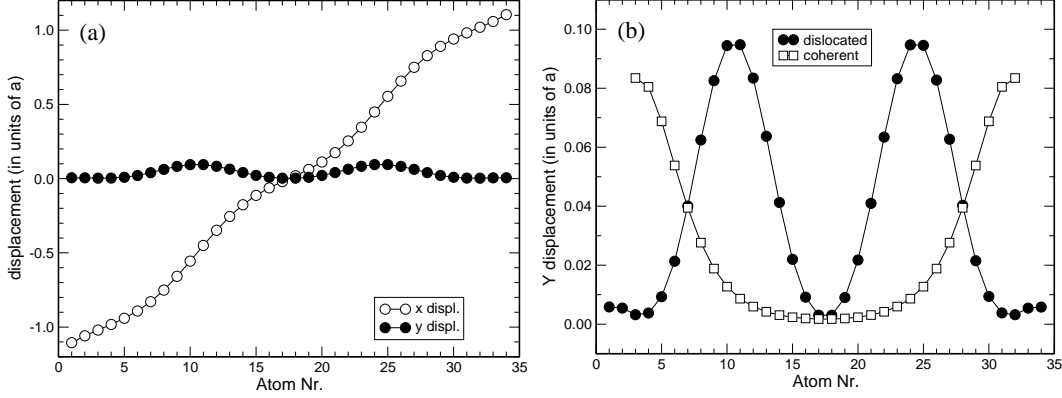 (a)
displacement (in units of a)
1.0
0.5
0.0
-0.5
-1.0
x displ.
y displ.
0 5 10 15 20 25 30 35
Atom Nr.
(b)
Y displacement (in units of a)
0.10
0.08
0.06
0.04
0.02
0.00
dislocated
coherent
0 5 10 15 20 25 30 35
Atom Nr.